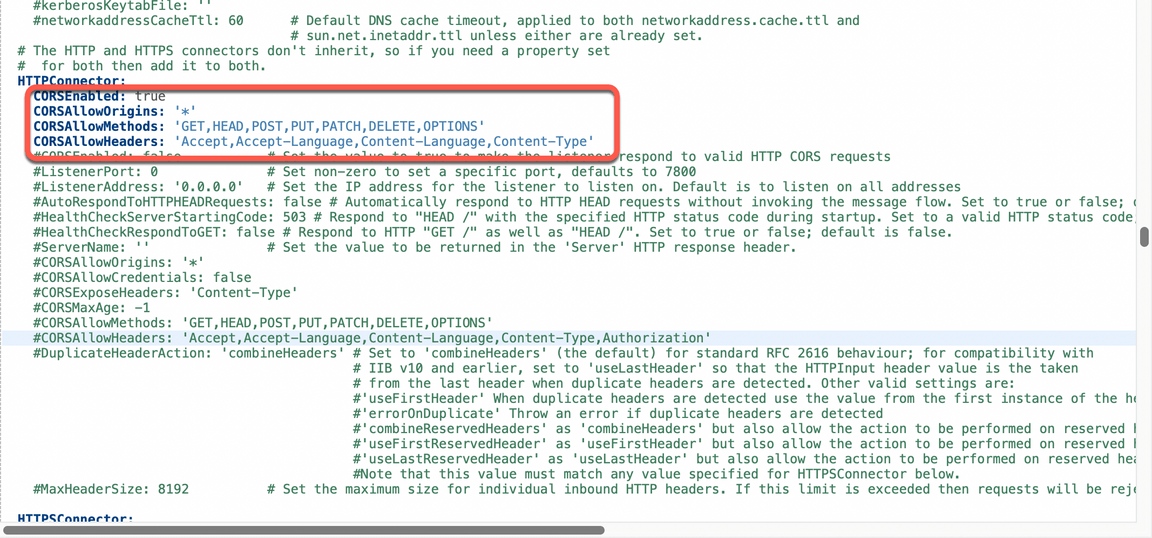 #kerberosKeytabFile: ''
#networkaddressCacheTtl: 60 # Default DNS cache timeout, applied to both networkaddress.cache.ttl and
# sun.net.inetaddr.ttl unless either are already set.
# The HTTP and HTTPS connectors don't inherit, so if you need a property set
# for both then add it to both.
HTTPConnector:
CORSEnabled: true
CORSAllowOrigins: '*'
CORSAllowMethods: 'GET,HEAD,POST,PUT,PATCH,DELETE,OPTIONS'
CORSAllowHeaders: 'Accept,Accept-Language,Content-Language,Content-Type'
#CORSEnabled: false # Set the value to true to make the listener respond to valid HTTP CORS requests
#ListenerPort: 0 # Set non-zero to set a specific port, defaults to 7800
#ListenerAddress: '0.0.0.0' # Set the IP address for the listener to listen on. Default is to listen on all addresses
#AutoRespondToHTTPHEADRequests: false # Automatically respond to HTTP HEAD requests without invoking the message flow. Set to true or false;
#HealthCheckServerStartingCode: 503 # Respond to "HEAD /" with the specified HTTP status code during startup. Set to a valid HTTP status code
#HealthCheckRespondToGET: false # Respond to HTTP "GET /" as well as "HEAD /". Set to true or false; default is false.
#ServerName: '' # Set the value to be returned in the 'Server' HTTP response header.
#CORSAllowOrigins: '*'
#CORSAllowCredentials: false
#CORSExposeHeaders: 'Content-Type'
#CORSMaxAge: -1
#CORSAllowMethods: 'GET,HEAD,POST,PUT,PATCH,DELETE,OPTIONS'
#CORSAllowHeaders: 'Accept,Accept-Language,Content-Language,Content-Type,Authorization'
#DuplicateHeaderAction: 'combineHeaders' # Set to 'combineHeaders' (the default) for standard RFC 2616 behaviour; for compatibility with
# IIB v10 and earlier, set to 'useLastHeader' so that the HTTPInput header value is the taken
# from the last header when duplicate headers are detected. Other valid settings are:
#'useFirstHeader' When duplicate headers are detected use the value from the first instance of the
#'errorOnDuplicate' Throw an error if duplicate headers are detected
#'combineReservedHeaders' as 'combineHeaders' but also allow the action to be performed on reserved
#'useFirstReservedHeader' as 'useFirstHeader' but also allow the action to be performed on reserved
#'useLastReservedHeader' as 'useLastHeader' but also allow the action to be performed on reserved
#Note that this value must match any value specified for HTTPSConnector below.
#MaxHeaderSize: 8192 # Set the maximum size for individual inbound HTTP headers. If this limit is exceeded then requests will be
HTTPSConnector: